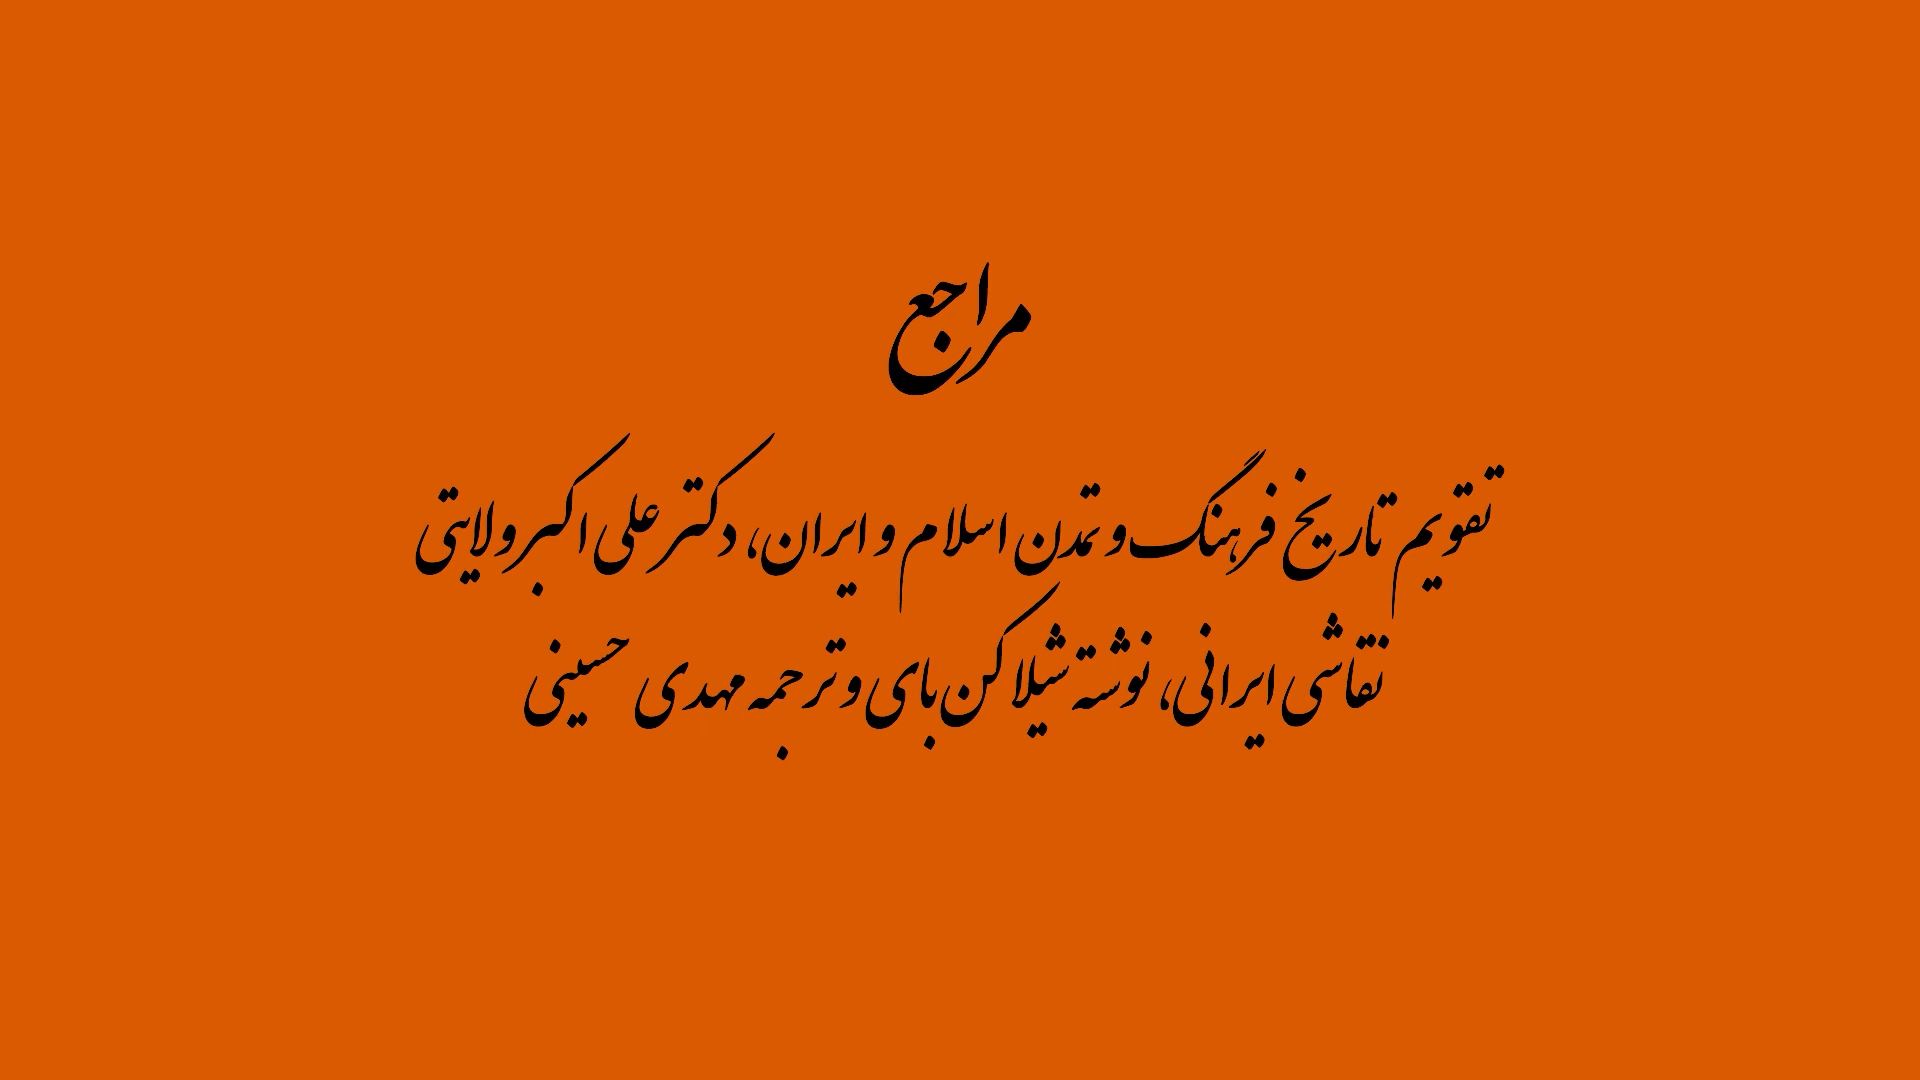 مراجع
تقویم تاریخ فرهنگ و تمدن اسلام و ایران، دکتر علی اکبر ولایتی
نقاشی ایرانی، نوشته شیلا کن بای و ترجمه مهدی حسینی